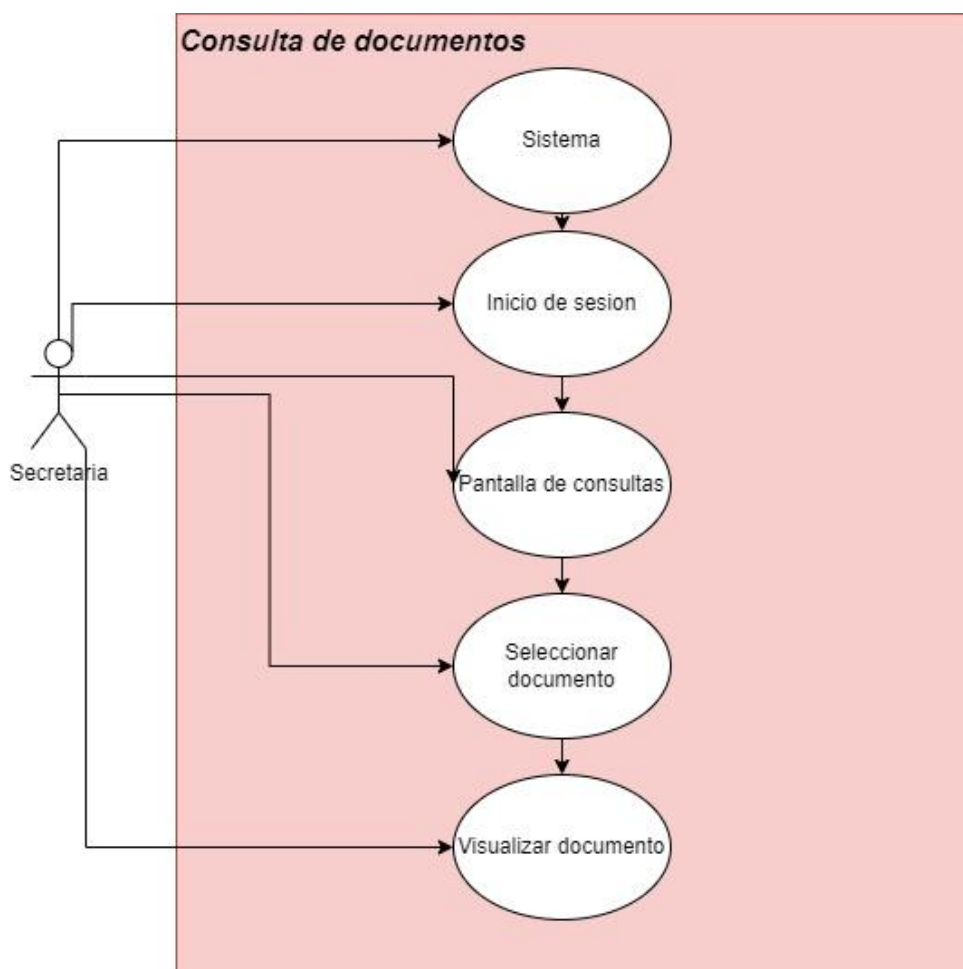 Consulta de documentos
Sistema
Inicio de sesion
Pantalla de consultas
Secretaria
Seleccionar
documento
Visualizar documento